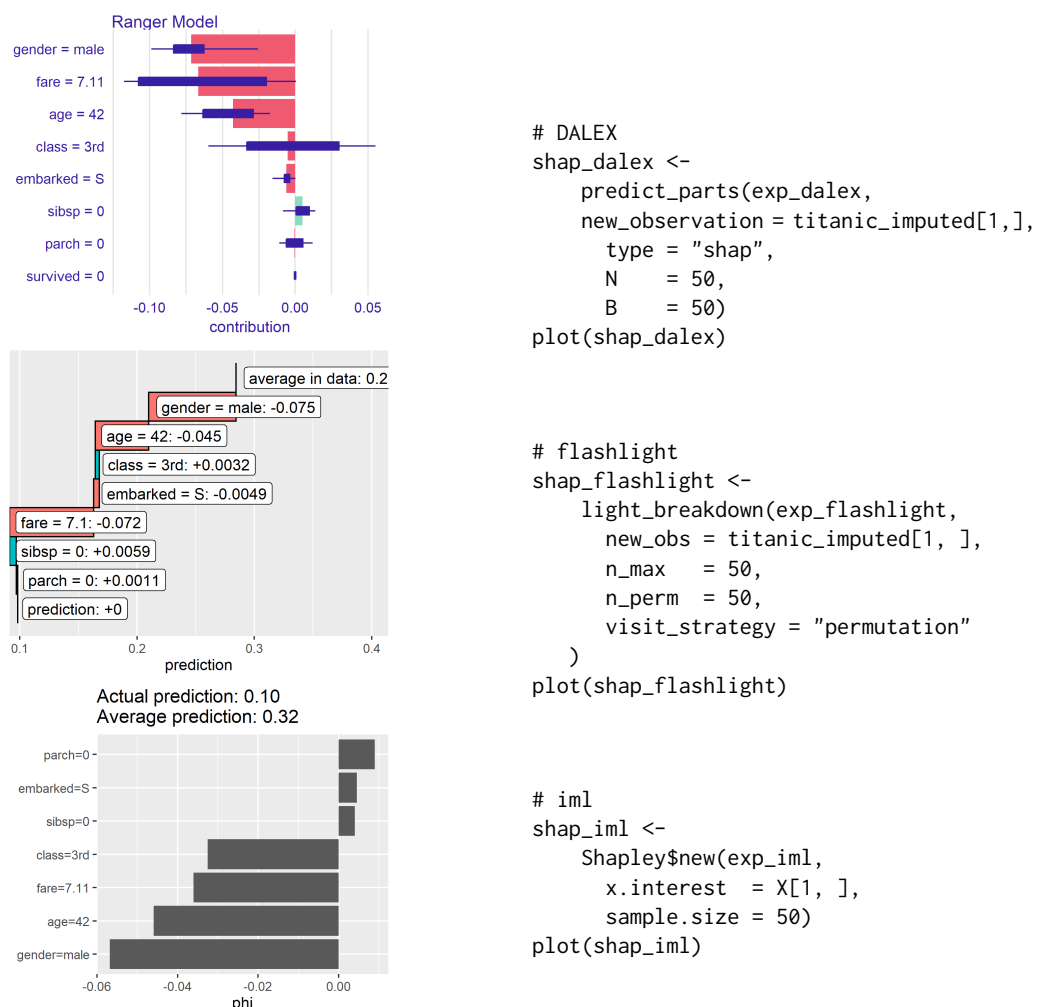 Ranger Model
gender = male
fare = 7.11
age = 42
class = 3rd
embarked = S
sibsp = 0
parch = 0
survived = 0
-0.10 -0.05 0.00 0.05
contribution
# DALEX
shap_dalex <-
predict_parts(exp_dalex,
new_observation = titanic_imputed[1,],
type = "shap",
N = 50,
B = 50)
plot(shap_dalex)
average in data: 0.2
gender = male: -0.075
age = 42: -0.045
class = 3rd: +0.0032
embarked = S: -0.0049
fare = 7.1: -0.072
sibsp = 0: +0.0059
parch = 0: +0.0011
prediction: +0
0.1 0.2 0.3 0.4
prediction
# flashlight
shap_flashlight <-
light_breakdown(exp_flashlight,
new_obs = titanic_imputed[1, ],
n_max = 50,
n_perm = 50,
visit_strategy = "permutation"
)
plot(shap_flashlight)
Actual prediction: 0.10
Average prediction: 0.32
parch=0
embarked=S
sibsp=0
class=3rd
fare=7.11
age=42
gender=male
-0.06 -0.04 -0.02 0.00
phi
# iml
shap_iml <-
Shapley$new(exp_iml,
x.interest = X[1, ],
sample.size = 50)
plot(shap_iml)